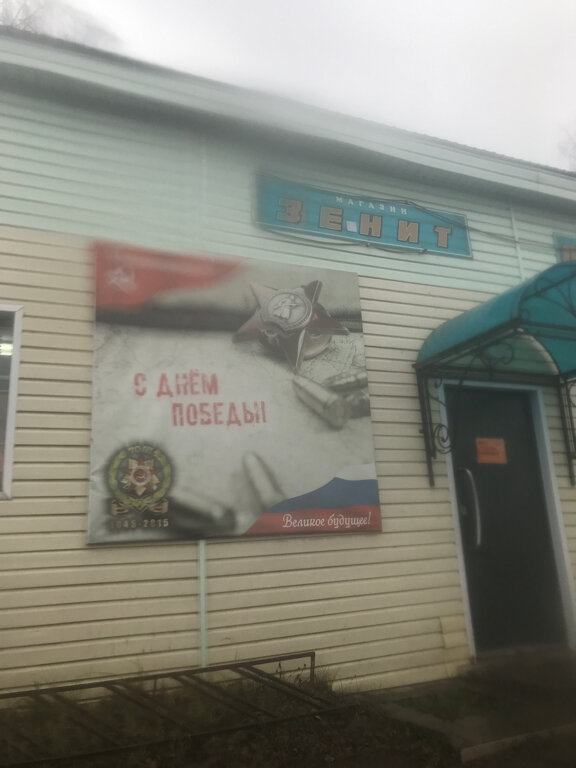 МАГАЗИН
ЗЕНИТ
С ДНЁМ
ПОБЕДЫ!
1945-2015
Великое будущее!